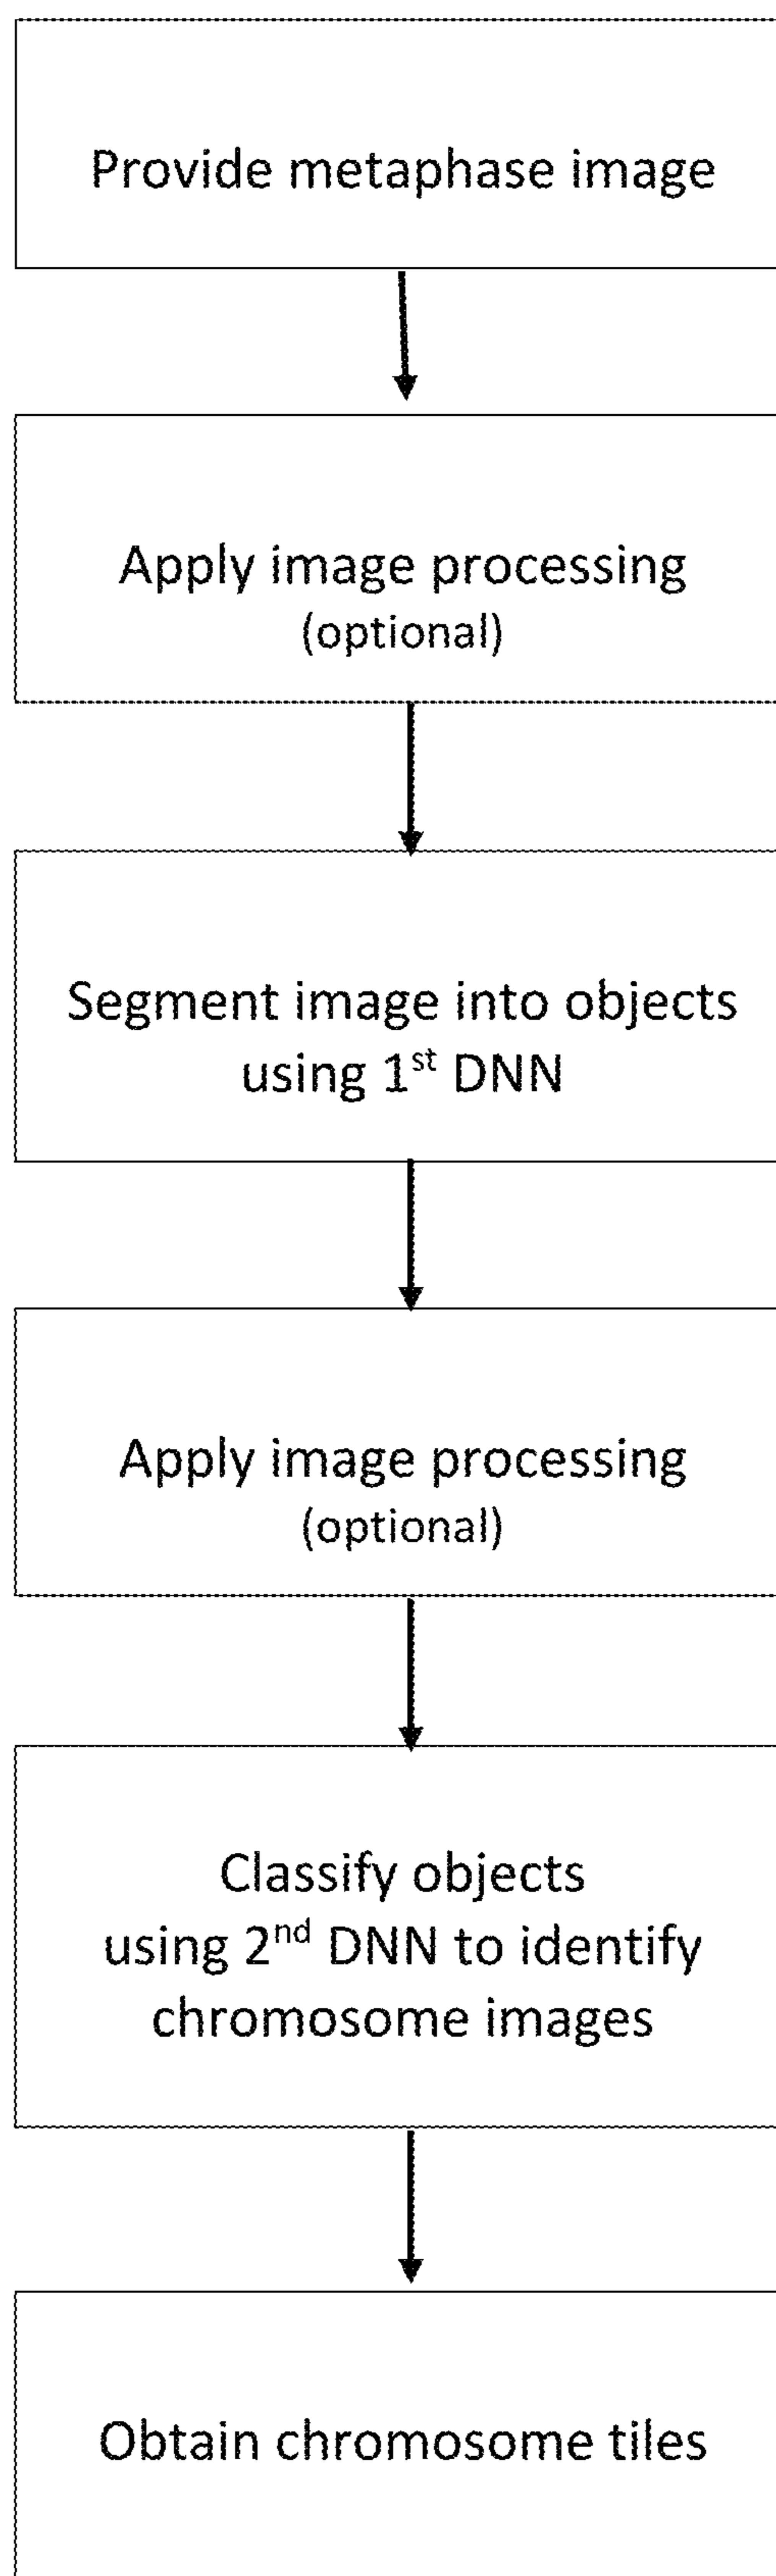 Provide metaphase image
Apply image processing
(optional)
Segment image into objects
using 1st DNN
Apply image processing
(optional)
Classify objects
using 2nd DNN to identify
chromosome images
Obtain chromosome tiles